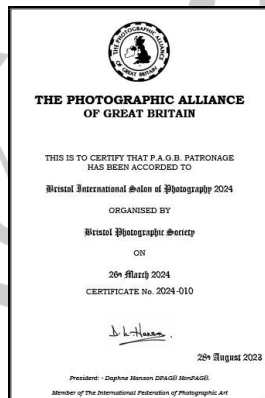 THE PHOTOGRAPHIC ALLIANCE
OF GREAT BRITAIN
THE PHOTOGRAPHIC ALLIANCE
OF GREAT BRITAIN
THIS IS TO CERTIFY THAT P.A.G.B. PATRONAGE
HAS BEEN ACCORDED TO
Bristol International Salon of Photography 2024
ORGANISED BY
Bristol Photographic Society
ON
26th March 2024
CERTIFICATE No. 2024-010
28th August 2023
President: - Daphne Hanson DPAGB HonPAGB.
Member of The International Federation of Photographic Art